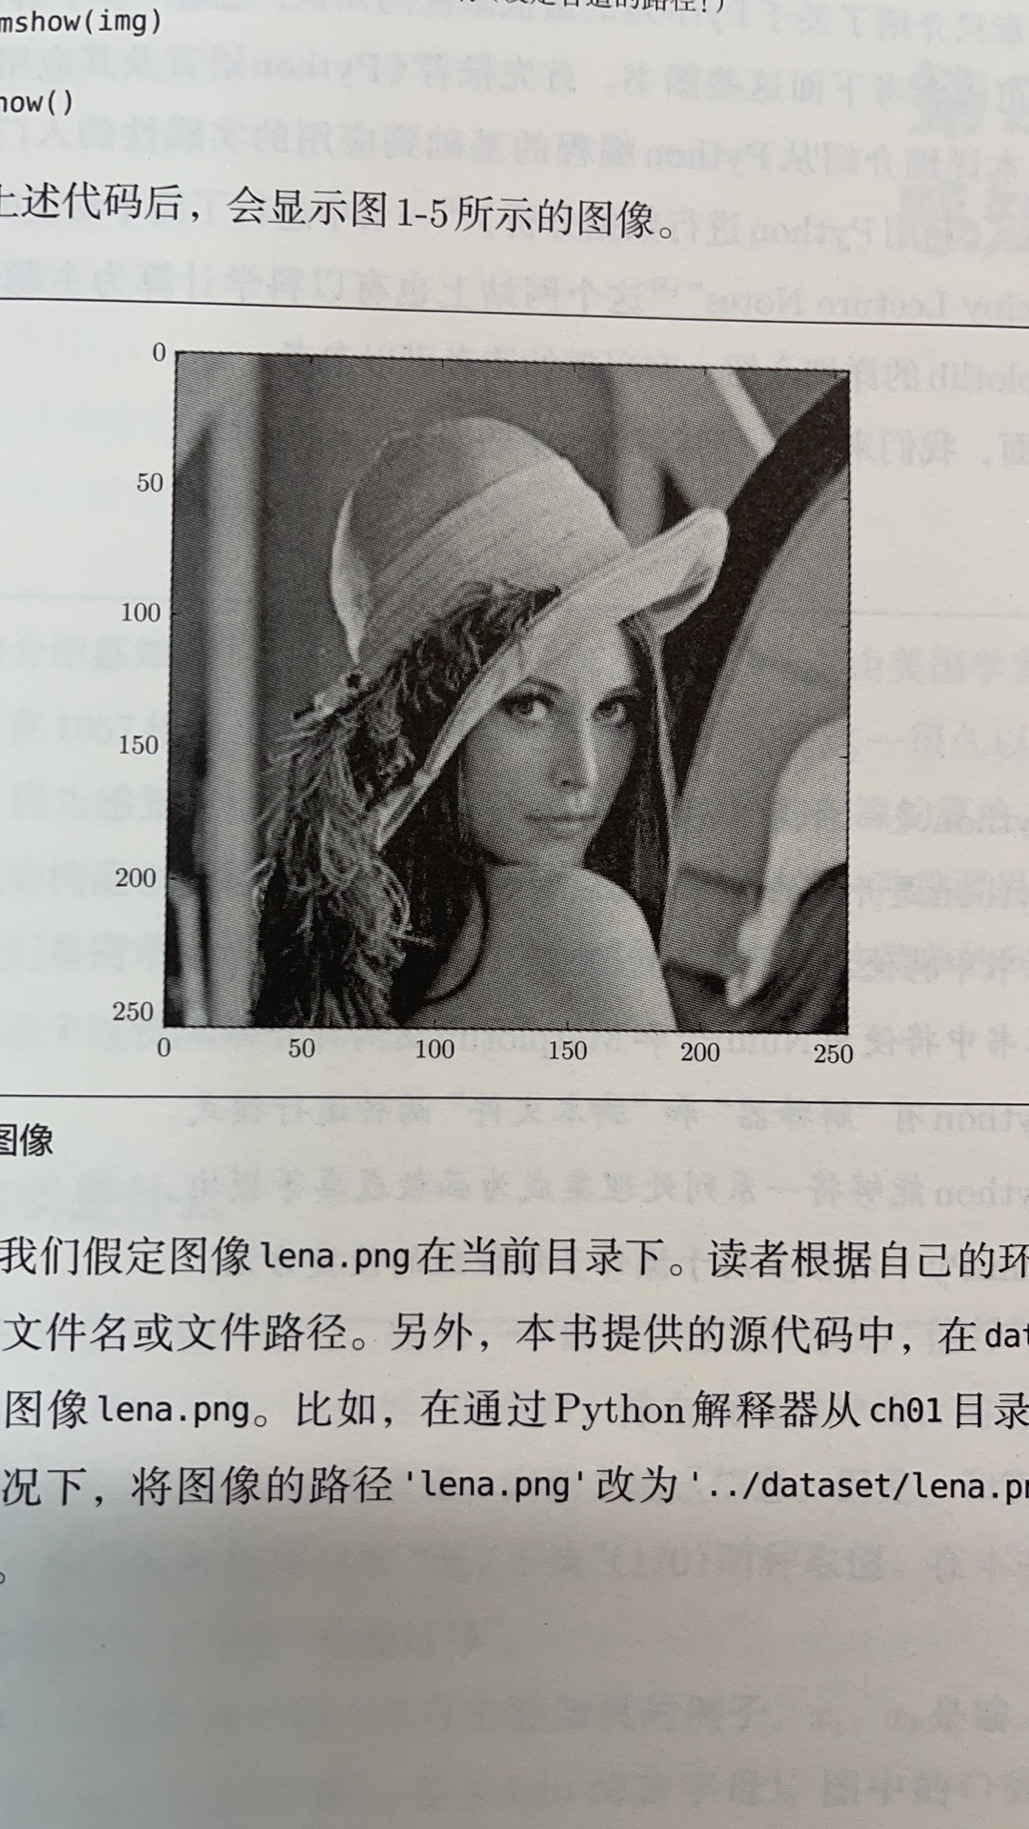 mshow(img)
how()
上述代码后，会显示图1-5所示的图像。
0
50
100
150
200
250
0 50 100 150 200 250
图像
我们假定图像lena.png在当前目录下。读者根据自己的环
文件名或文件路径。另外，本书提供的源代码中，在dat
图像lena.png。比如，在通过Python解释器从ch01目录
况下，将图像的路径'lena.png'改为'../dataset/lena.pn
。